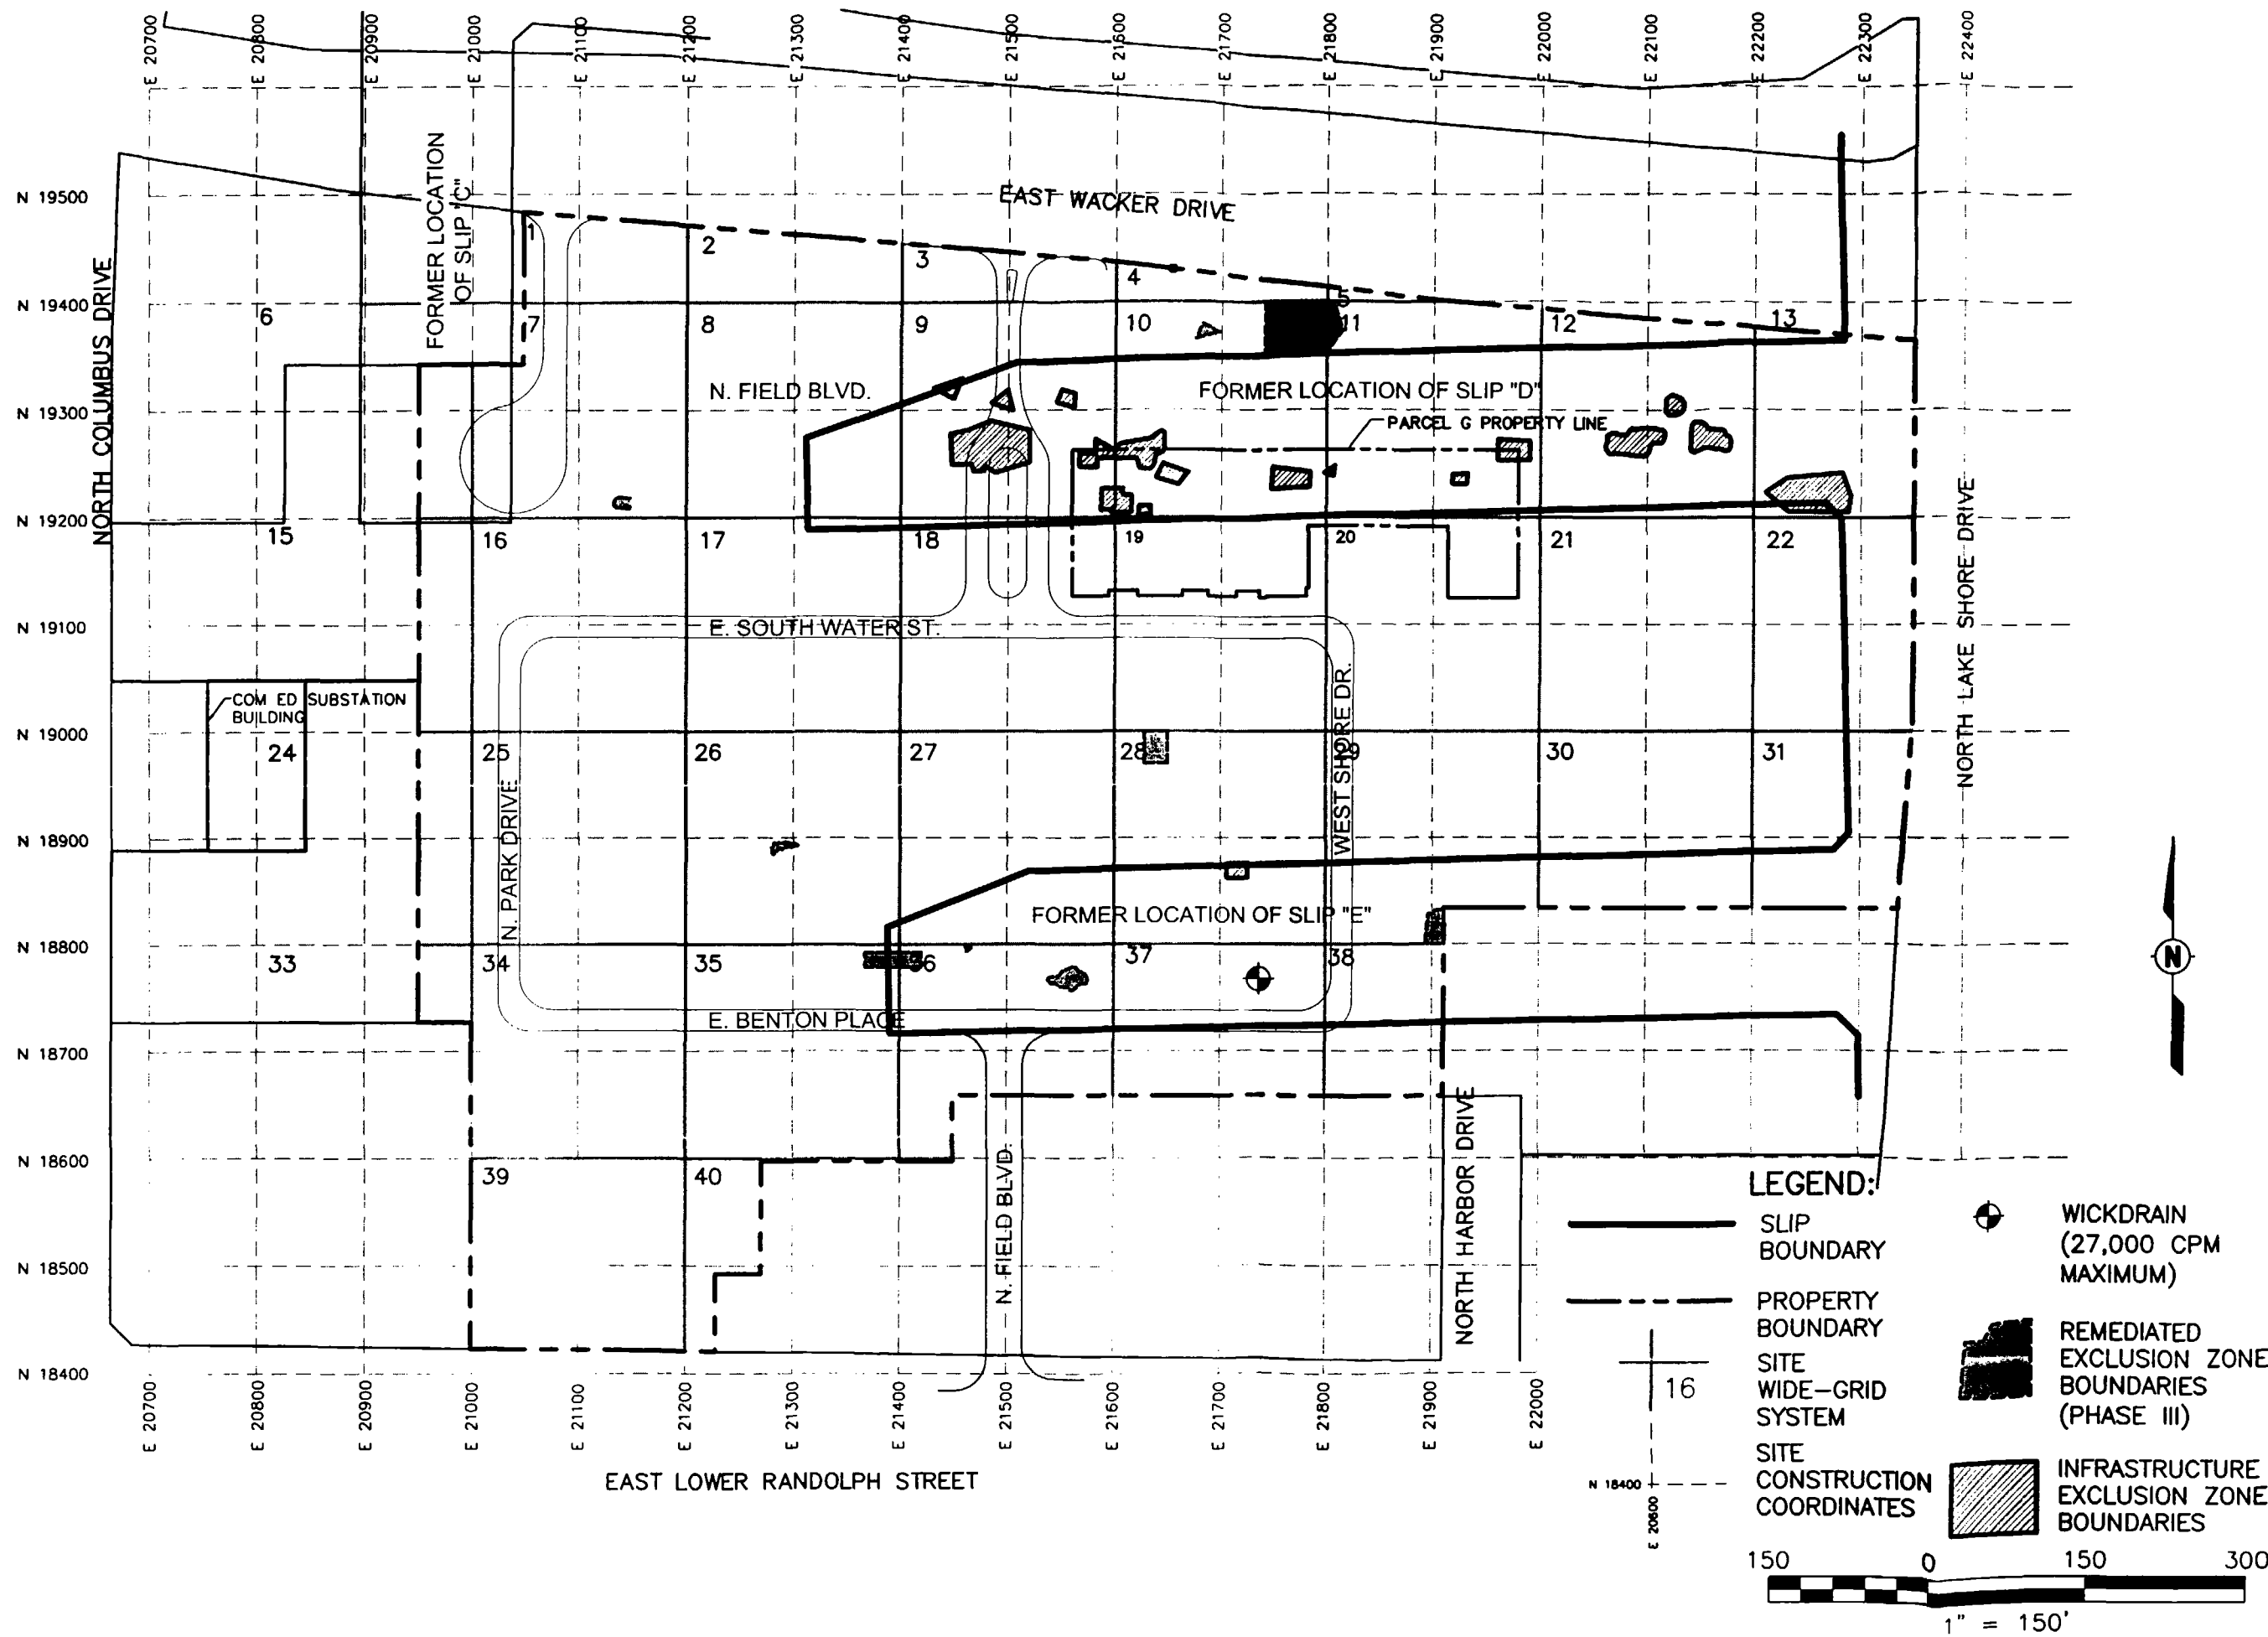 E 20700
E 20800
E 20900
E 21000
E 21100
E 21200
E 21300
E 21400
E 21500
E 21600
E 21700
E 21800
E 21900
E 22000
E 22100
E 22200
E 22300
E 22400
N 19500
N 19400
N 19300
N 19200
N 19100
N 19000
N 18900
N 18800
N 18700
N 18600
N 18500
N 18400
NORTH COLUMBUS DRIVE
FORMER LOCATION
OF SLIP "C"
EAST WACKER DRIVE
1
2
3
4
5
6
7
8
9
10
11
12
13
N. FIELD BLVD.
FORMER LOCATION OF SLIP "D"
PARCEL G PROPERTY LINE
15
16
17
18
19
20
21
22
E. SOUTH WATER ST.
COM ED
BUILDING
SUBSTATION
24
25
26
27
28
29
30
31
N. PARK DRIVE
WEST SHORE DR.
NORTH LAKE SHORE DRIVE
FORMER LOCATION OF SLIP "E"
33
34
35
36
37
38
E. BENTON PLACE
39
40
N. FIELD BLVD.
NORTH HARBOR DRIVE
N
E 20700
E 20800
E 20900
E 21000
E 21100
E 21200
E 21300
E 21400
E 21500
E 21600
E 21700
E 21800
E 21900
E 22000
EAST LOWER RANDOLPH STREET
LEGEND:
SLIP
BOUNDARY
PROPERTY
BOUNDARY
16
SITE
WIDE-GRID
SYSTEM
N 18400
E 20600
SITE
CONSTRUCTION
COORDINATES
WICKDRAIN
(27,000 CPM
MAXIMUM)
REMEDIATED
EXCLUSION ZONE
BOUNDARIES
(PHASE III)
INFRASTRUCTURE
EXCLUSION ZONE
BOUNDARIES
150 0 150 300
1" = 150'